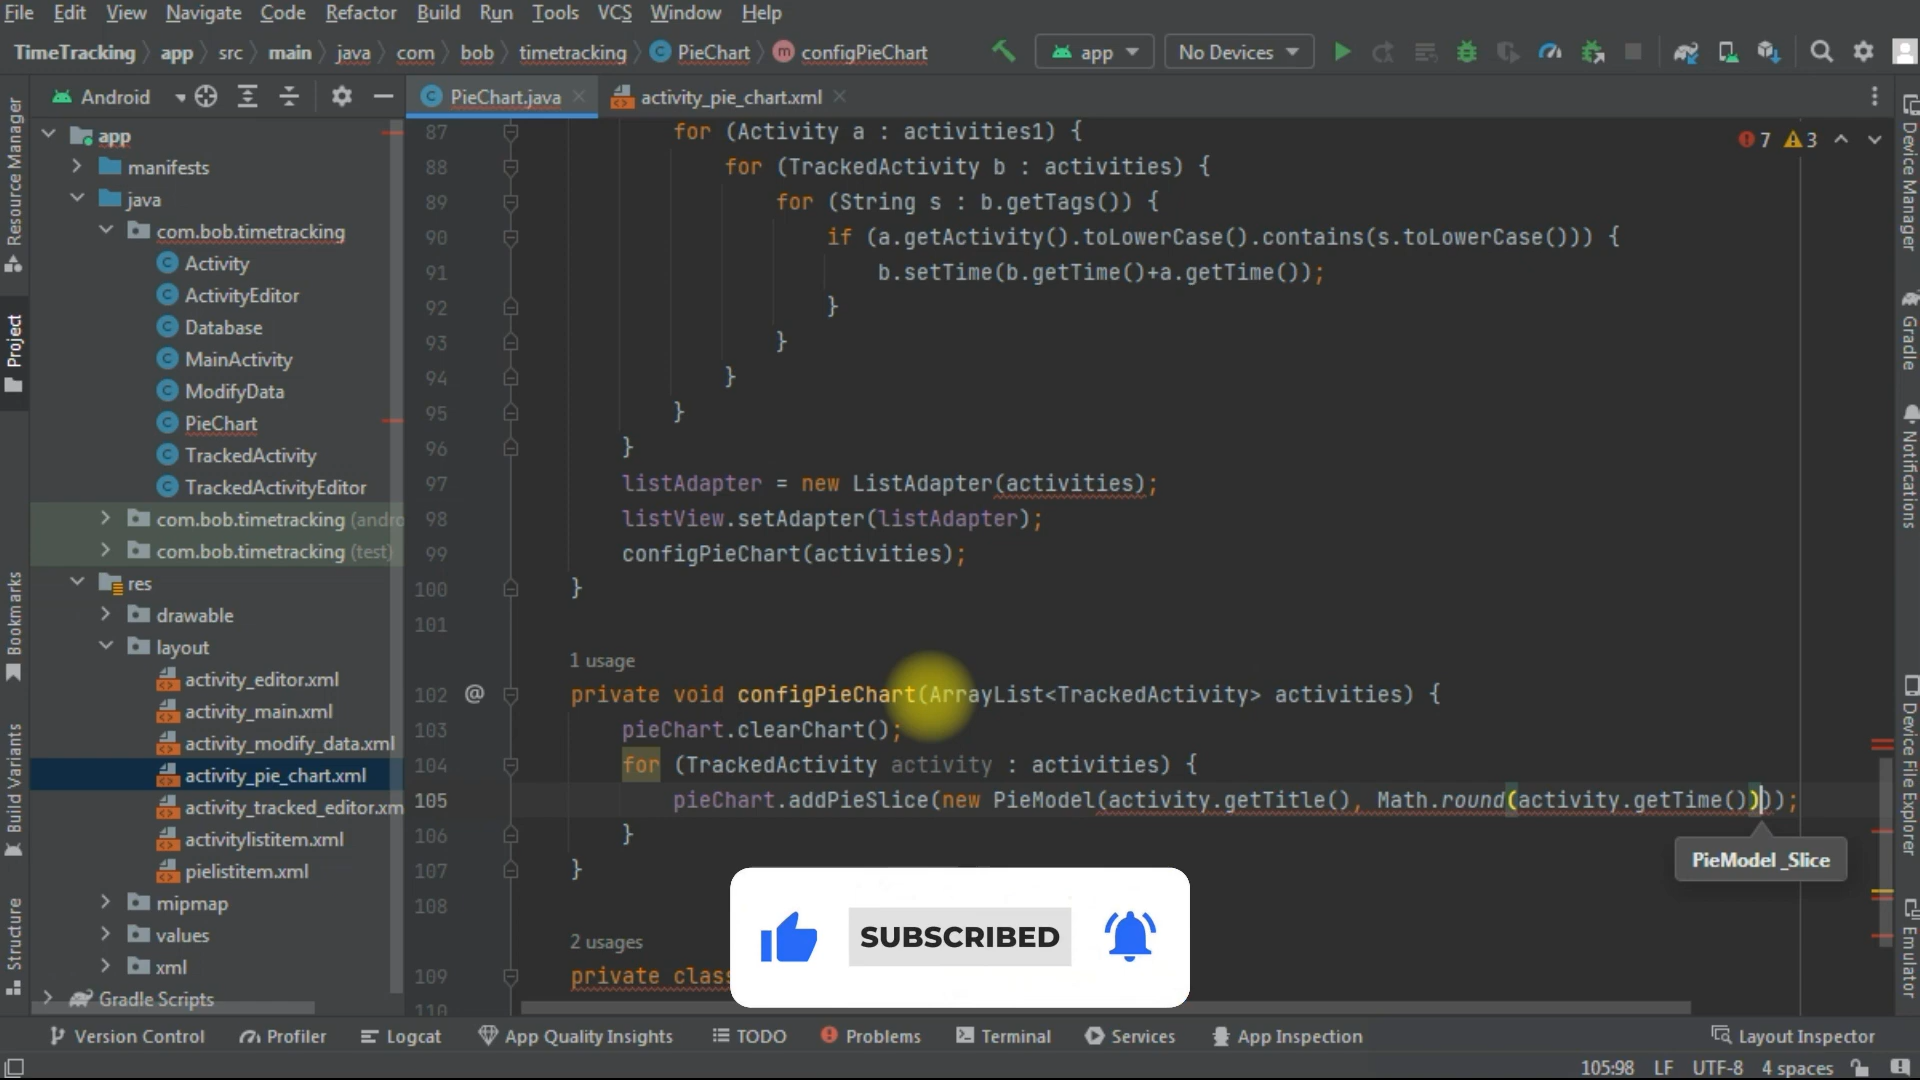 File Edit View Navigate Code Refactor Build Run Tools VCS Window Help
TimeTracking app src main java com bob timetracking PieChart configPieChart app No Devices
Android PieChart.java activity_pie_chart.xml
app
manifests
java
com.bob.timetracking
Activity
ActivityEditor
Database
MainActivity
ModifyData
PieChart
TrackedActivity
TrackedActivityEditor
com.bob.timetracking (andro
com.bob.timetracking (test)
res
drawable
layout
activity_editor.xml
activity_main.xml
activity_modify_data.xml
activity_pie_chart.xml
activity_tracked_editor.xm
activitylistitem.xml
pielistitem.xml
mipmap
values
xml
Gradle Scripts
Resource Manager
Project
Bookmarks
Build Variants
Structure
7 3
87 for (Activity a : activities1) {
88 for (TrackedActivity b : activities) {
89 for (String s : b.getTags()) {
90 if (a.getActivity().toLowerCase().contains(s.toLowerCase())) {
91 b.setTime(b.getTime()+a.getTime());
92 }
93 }
94 }
95 }
96 }
97 listAdapter = new ListAdapter(activities);
98 listView.setAdapter(listAdapter);
99 configPieChart(activities);
100 }
101
1 usage
102 @ private void configPieChart(ArrayList<TrackedActivity> activities) {
103 pieChart.clearChart();
104 for (TrackedActivity activity : activities) {
105 pieChart.addPieSlice(new PieModel(activity.getTitle(), Math.round(activity.getTime())));
106 }
PieModel _Slice
107 }
108
2 usages
109 private clas
110
SUBSCRIBED
Device Manager
Gradle
Notifications
Device File Explorer
Emulator
Version Control Profiler Logcat App Quality Insights TODO Problems Terminal Services App Inspection Layout Inspector
105:98 LF UTF-8 4 spaces